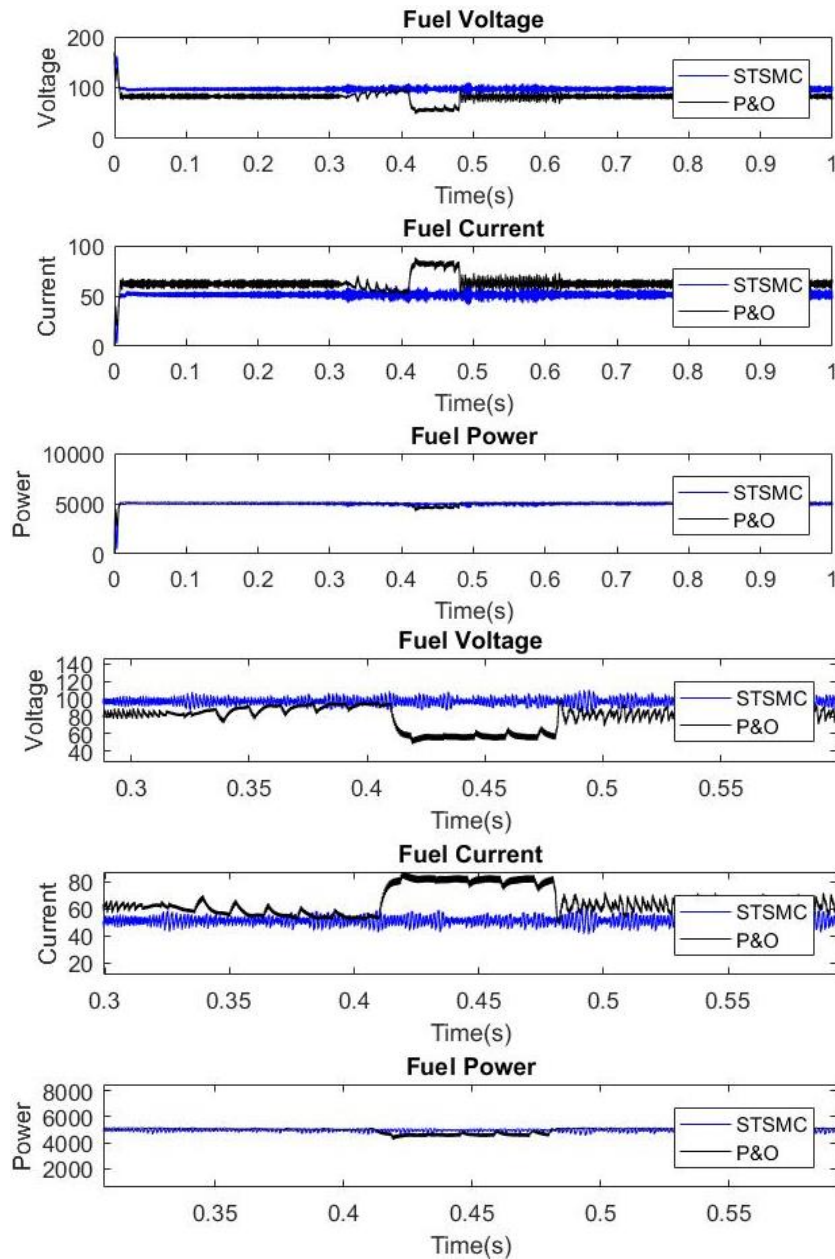 Fuel Voltage
200
100
0
Voltage
STSMC
P&O
0 0.1 0.2 0.3 0.4 0.5 0.6 0.7 0.8 0.9 1
Time(s)
Fuel Current
100
50
0
Current
STSMC
P&O
0 0.1 0.2 0.3 0.4 0.5 0.6 0.7 0.8 0.9 1
Time(s)
Fuel Power
10000
5000
0
Power
STSMC
P&O
0 0.1 0.2 0.3 0.4 0.5 0.6 0.7 0.8 0.9 1
Time(s)
Fuel Voltage
140
120
100
80
60
40
Voltage
STSMC
P&O
0.3 0.35 0.4 0.45 0.5 0.55
Time(s)
Fuel Current
80
60
40
20
Current
STSMC
P&O
0.3 0.35 0.4 0.45 0.5 0.55
Time(s)
Fuel Power
8000
6000
4000
2000
Power
STSMC
P&O
0.35 0.4 0.45 0.5 0.55
Time(s)